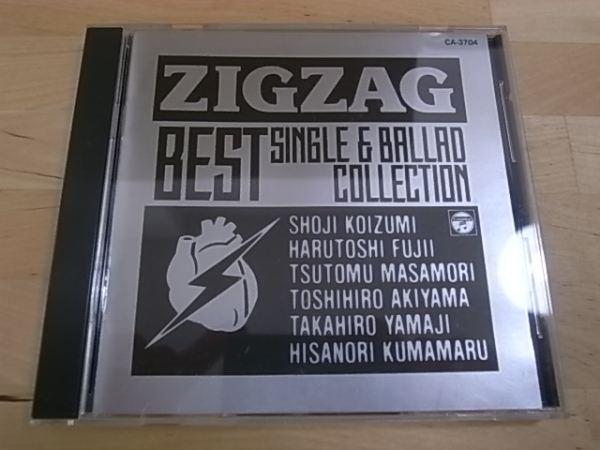 CA-3704
ZIGZAG
BEST SINGLE & BALLAD
COLLECTION
SHOJI KOIZUMI
HARUTOSHI FUJII
TSUTOMU MASAMORI
TOSHIHIRO AKIYAMA
TAKAHIRO YAMAJI
HISANORI KUMAMARU